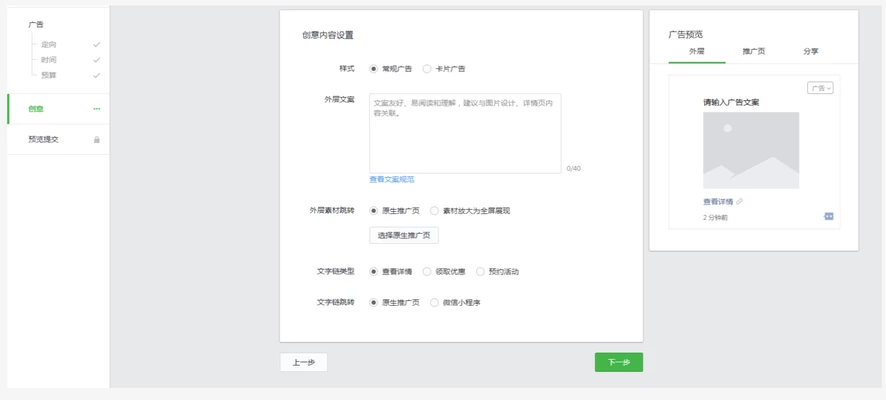 广告
定向
时间
预算
创意
预览提交
创意内容设置
样式 常规广告 卡片广告
外层文案 文案友好、易阅读和理解，建议与图片设计、详情页内
容关联。
0/40
查看文案规范
外层素材跳转 原生推广页 素材放大为全屏展现
选择原生推广页
文字链类型 查看详情 领取优惠 预约活动
文字链跳转 原生推广页 微信小程序
上一步 下一步
广告预览
外层 推广页 分享
广告
请输入广告文案
查看详情
2 分钟前